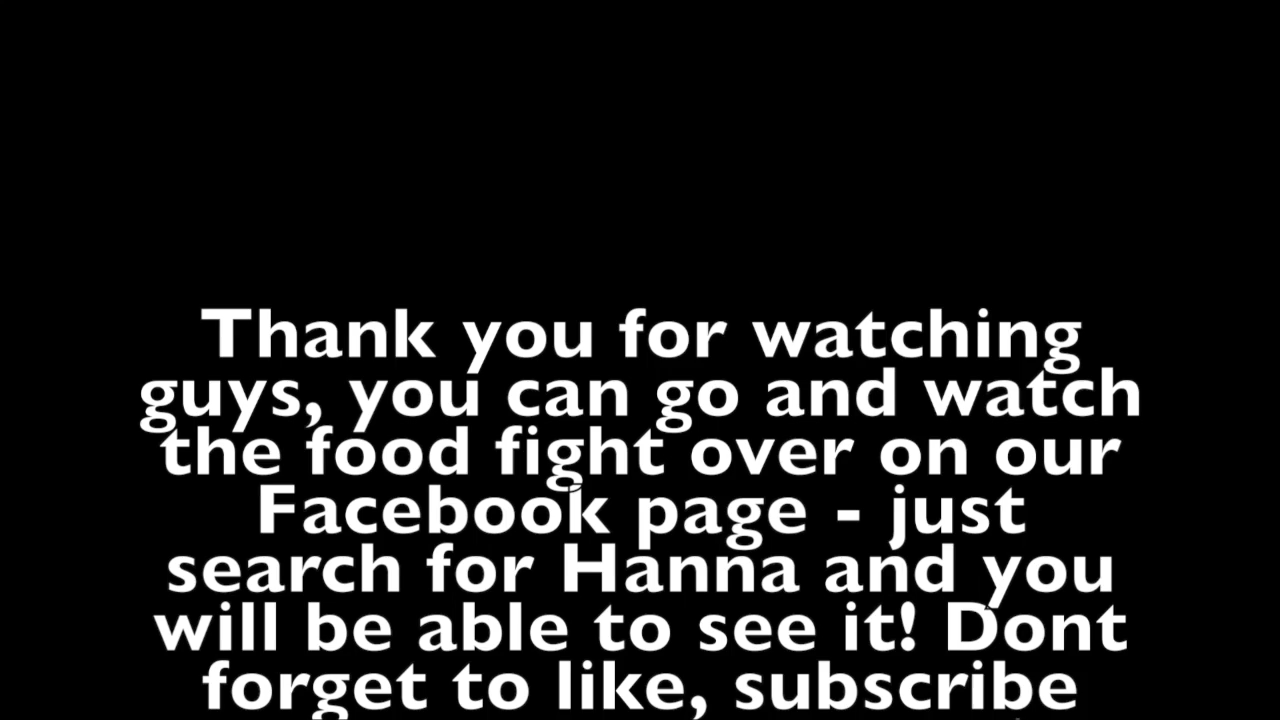 Thank you for watching
guys, you can go and watch
the food fight over on our
Facebook page - just
search for Hanna and you
will be able to see it! Dont
forget to like, subscribe